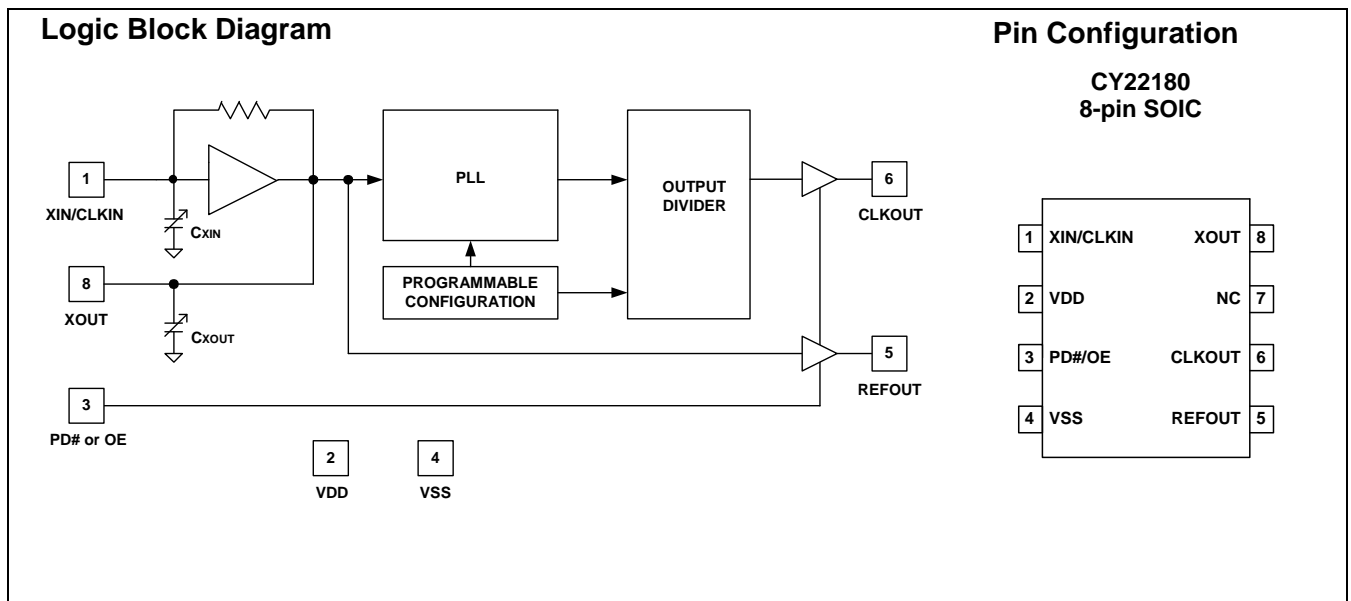 Logic Block Diagram
1
XIN/CLKIN
CXIN
8
XOUT
CXOUT
3
PD# or OE
PLL
PROGRAMMABLE
CONFIGURATION
OUTPUT
DIVIDER
6
CLKOUT
5
REFOUT
2
VDD
4
VSS
Pin Configuration
CY22180
8-pin SOIC
1 XIN/CLKIN XOUT 8
2 VDD NC 7
3 PD#/OE CLKOUT 6
4 VSS REFOUT 5